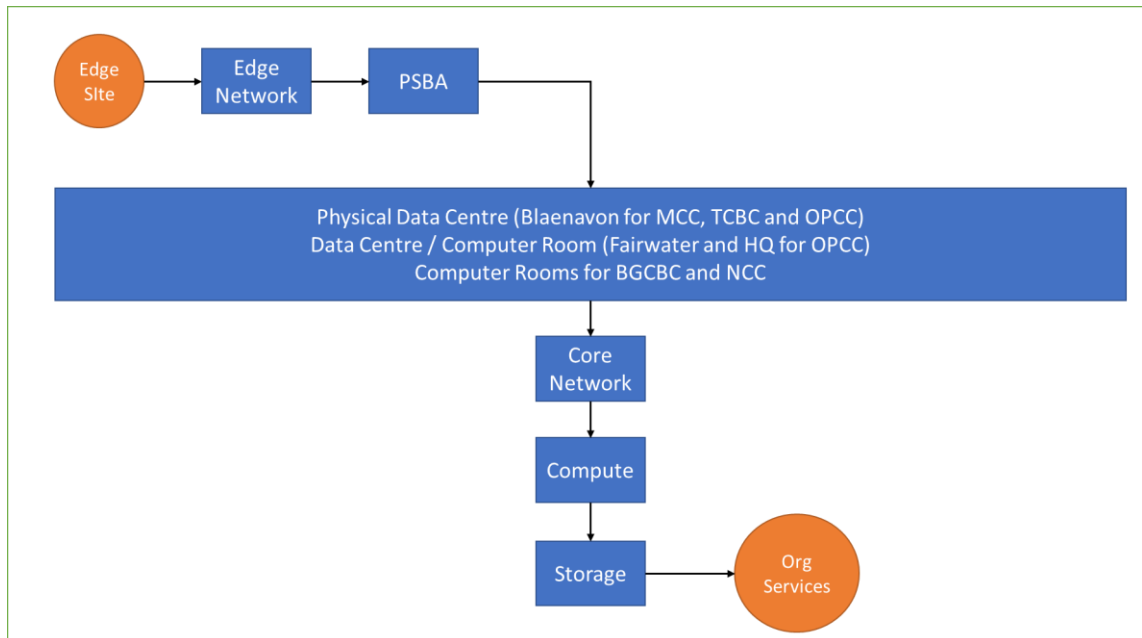 Edge
SIte
Edge
Network
PSBA
Physical Data Centre (Blaenavon for MCC, TCBC and OPCC)
Data Centre / Computer Room (Fairwater and HQ for OPCC)
Computer Rooms for BGCBC and NCC
Core
Network
Compute
Storage
Org
Services